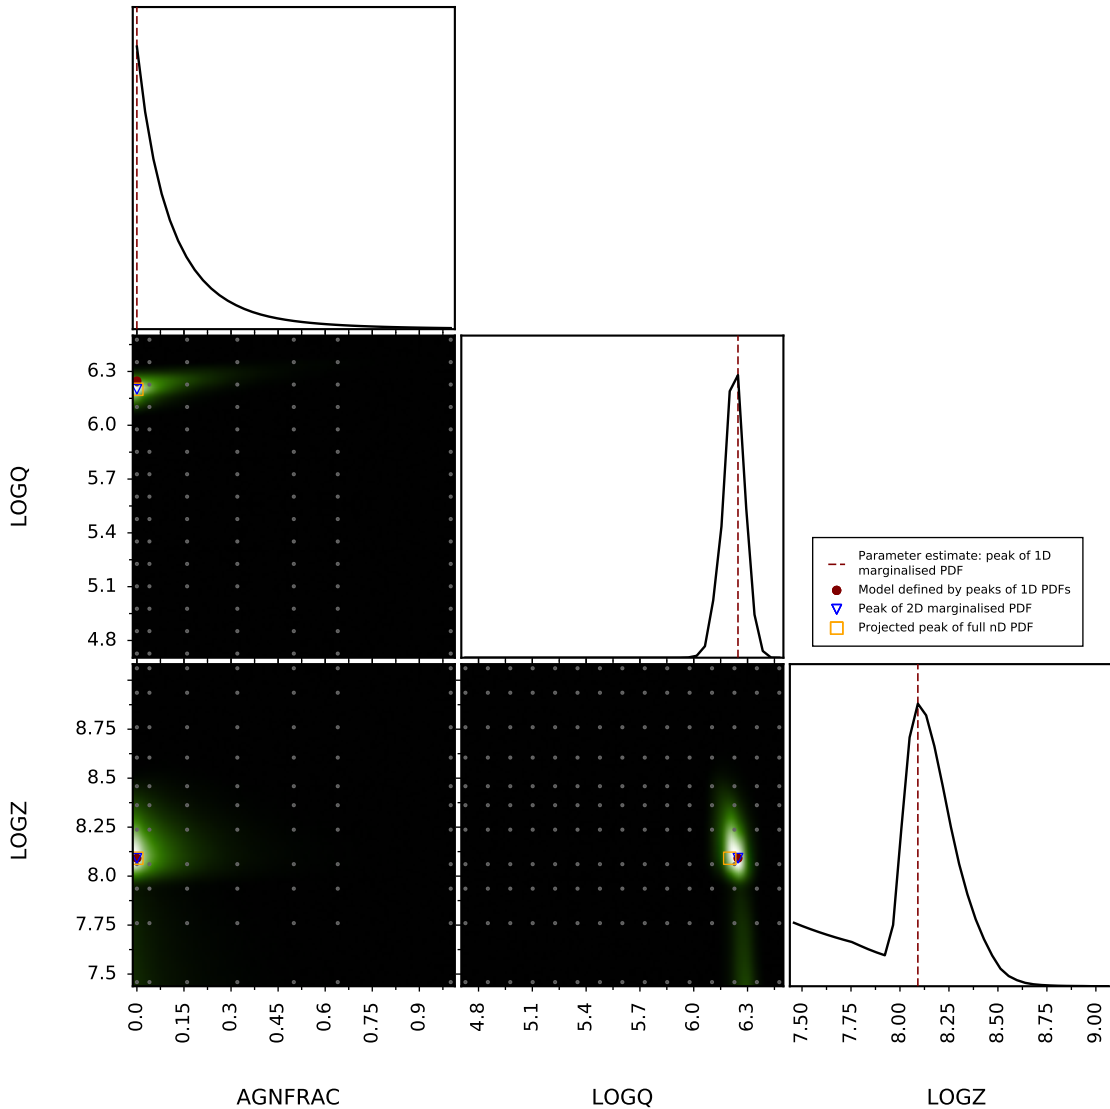 6.3
6.0
5.7
5.4
5.1
4.8
LOGQ
Parameter estimate: peak of 1D
marginalised PDF
Model defined by peaks of 1D PDFs
Peak of 2D marginalised PDF
Projected peak of full nD PDF
8.75
8.5
8.25
8.0
7.75
7.5
LOGZ
0.0 0.15 0.3 0.45 0.6 0.75 0.9
4.8 5.1 5.4 5.7 6.0 6.3
7.50 7.75 8.00 8.25 8.50 8.75 9.00
AGNFRAC LOGQ LOGZ